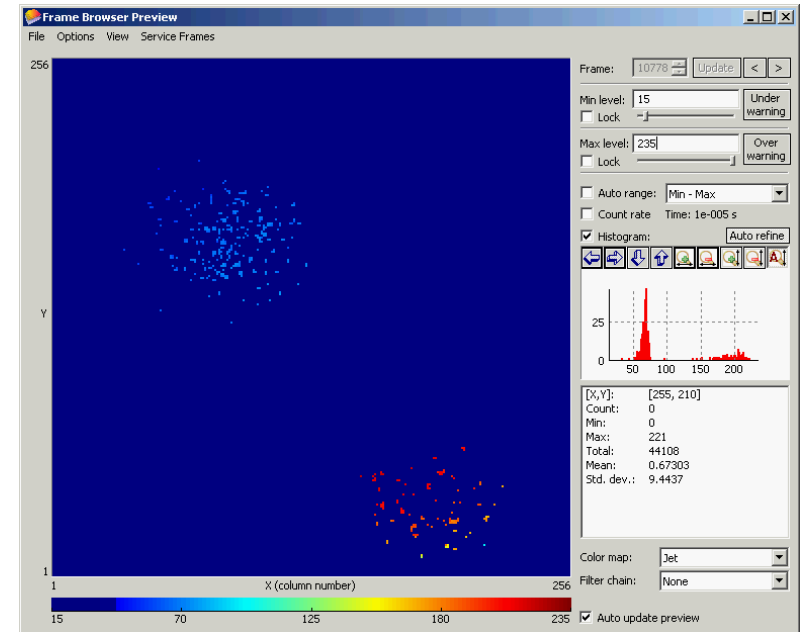 Frame Browser Preview
File Options View Service Frames
256
Y
1
1 X (column number) 256
15 70 125 180 235
Frame: 10778 Update < >
Min level: 15 Under warning
Lock
Max level: 235 Over warning
Lock
Auto range: Min - Max
Count rate Time: 1e-005 s
Histogram: Auto refine
A
25
0
50 100 150 200
[X,Y]: [255, 210]
Count: 0
Min: 0
Max: 221
Total: 44108
Mean: 0.67303
Std. dev.: 9.4437
Color map: Jet
Filter chain: None
Auto update preview